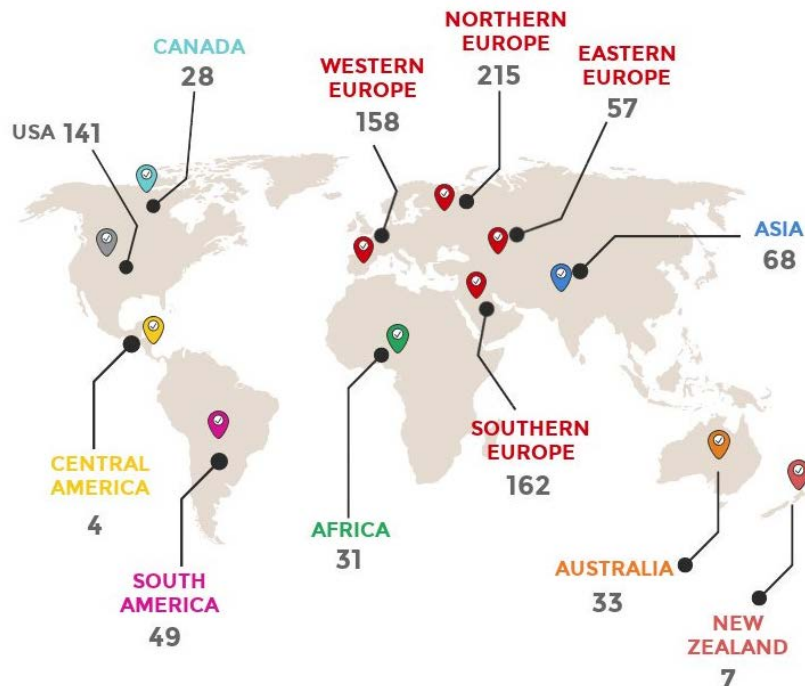 CANADA
28
NORTHERN
EUROPE
215
WESTERN
EUROPE
158
EASTERN
EUROPE
57
USA 141
ASIA
68
CENTRAL
AMERICA
4
SOUTH
AMERICA
49
AFRICA
31
SOUTHERN
EUROPE
162
AUSTRALIA
33
NEW
ZEALAND
7